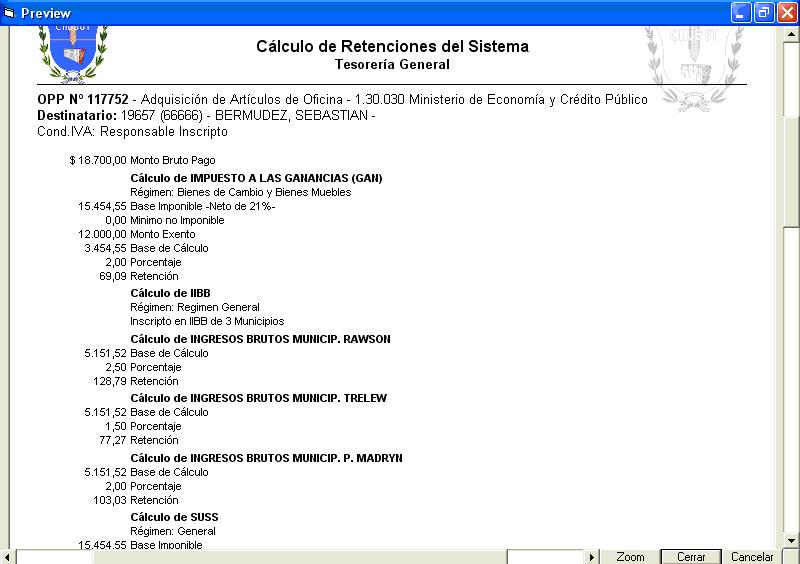 Preview
CHUBUT
CHUBUT
Cálculo de Retenciones del Sistema
Tesorería General
OPP Nº 117752 - Adquisición de Artículos de Oficina - 1.30.030 Ministerio de Economía y Crédito Público
Destinatario: 19657 (66666) - BERMUDEZ, SEBASTIAN -
Cond.IVA: Responsable Inscripto
$ 18.700,00 Monto Bruto Pago
Cálculo de IMPUESTO A LAS GANANCIAS (GAN)
Régimen: Bienes de Cambio y Bienes Muebles
15.454,55 Base Imponible -Neto de 21%-
0,00 Minimo no Imponible
12.000,00 Monto Exento
3.454,55 Base de Cálculo
2,00 Porcentaje
69,09 Retención
Cálculo de IIBB
Régimen: Regimen General
Inscripto en IIBB de 3 Municipios
Cálculo de INGRESOS BRUTOS MUNICIP. RAWSON
5.151,52 Base de Cálculo
2,50 Porcentaje
128,79 Retención
Cálculo de INGRESOS BRUTOS MUNICIP. TRELEW
5.151,52 Base de Cálculo
1,50 Porcentaje
77,27 Retención
Cálculo de INGRESOS BRUTOS MUNICIP. P. MADRYN
5.151,52 Base de Cálculo
2,00 Porcentaje
103,03 Retención
Cálculo de SUSS
Régimen: General
15.454,55 Base Imponible
Zoom Cerrar Cancelar